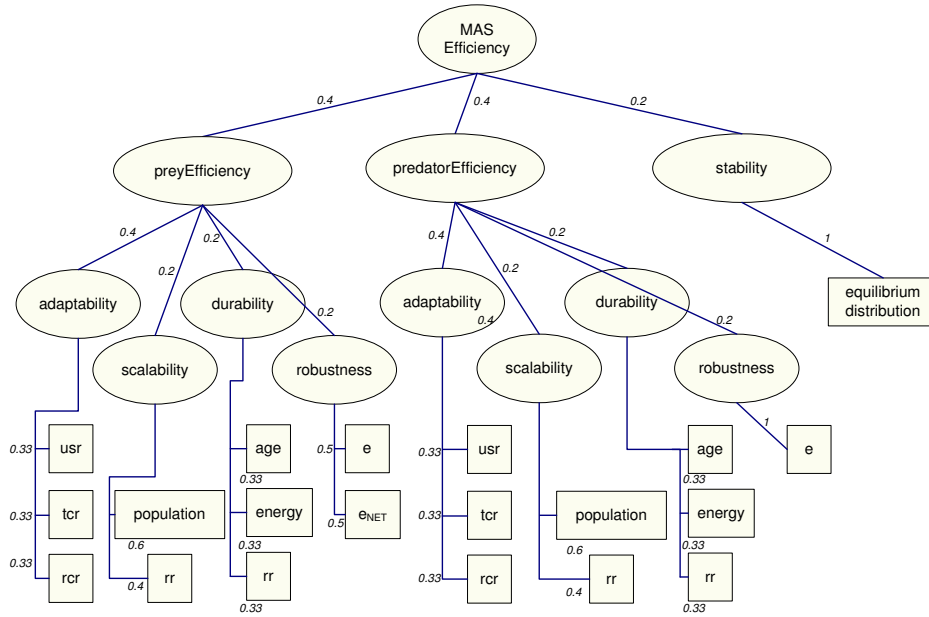 MAS
Efficiency
0.4
0.4
0.2
preyEfficiency
predatorEfficiency
stability
0.4
0.2
0.2
0.2
0.4
0.2
0.2
0.2
1
adaptability
durability
adaptability
0.4
durability
equilibrium
distribution
scalability
robustness
scalability
robustness
0.33
usr
age
0.33
0.5
e
0.33
usr
age
0.33
1
e
0.33
tcr
population
0.6
energy
0.33
0.5
eNET
0.33
tcr
population
0.6
energy
0.33
0.33
rcr
0.4
rr
rr
0.33
0.33
rcr
0.4
rr
rr
0.33